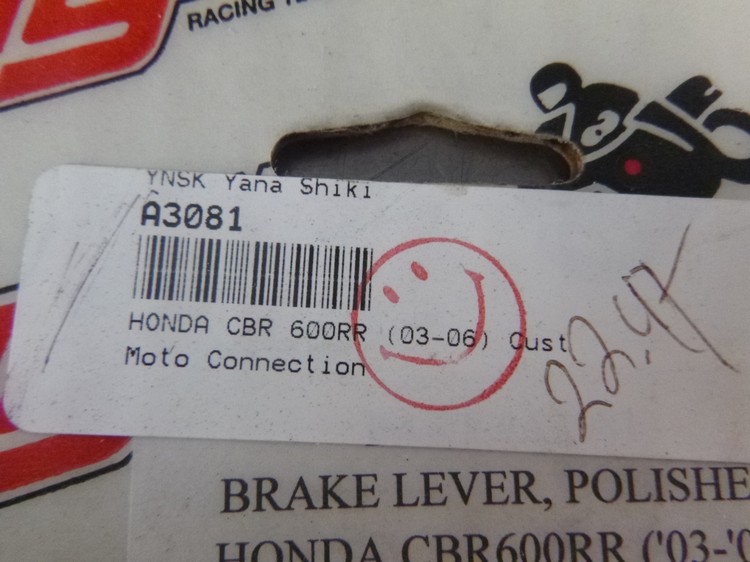 RACING
YNSK Yana Shiki
A3081
HONDA CBR 600RR (03-06) Cust
Moto Connection
22.95
BRAKE LEVER, POLISHE
HONDA CBR600RR ('03-'0